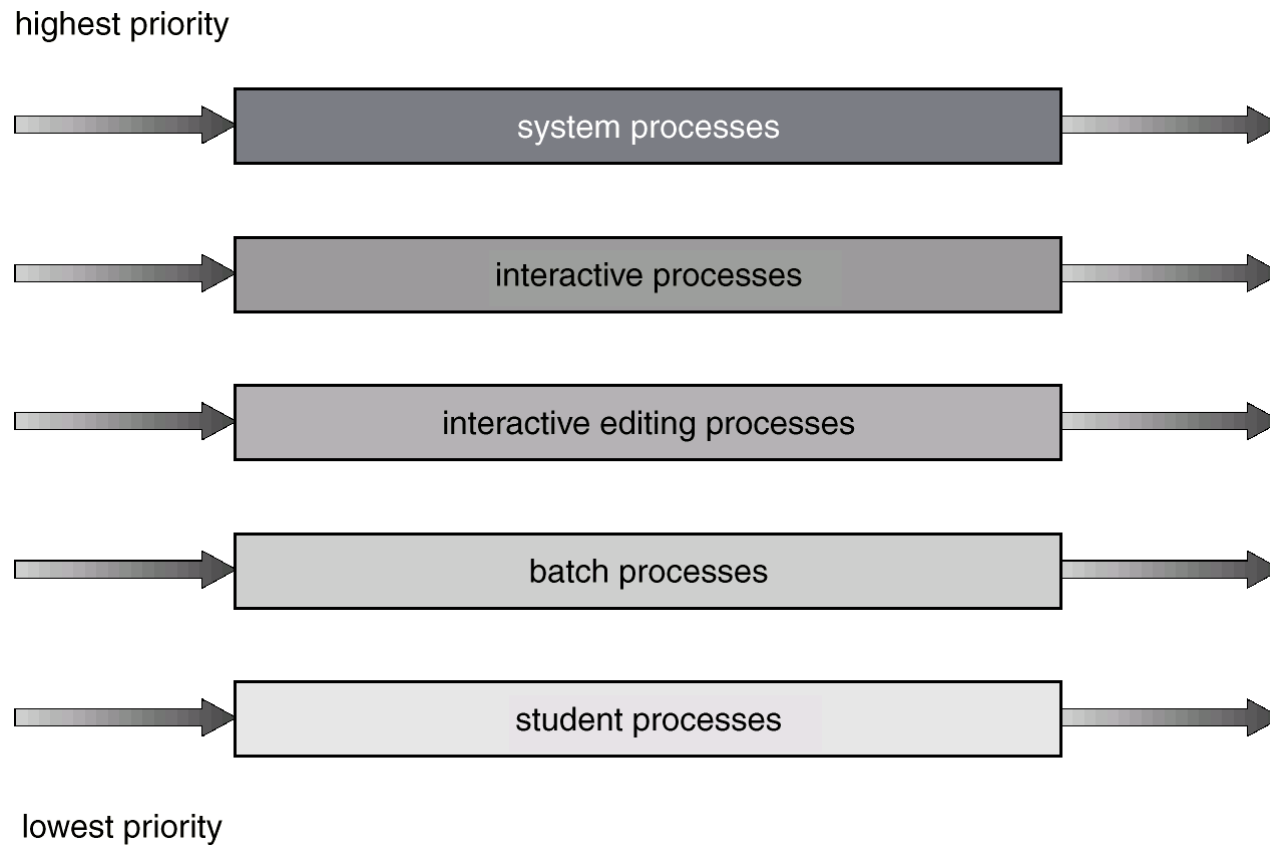 highest priority
system processes
interactive processes
interactive editing processes
batch processes
student processes
lowest priority